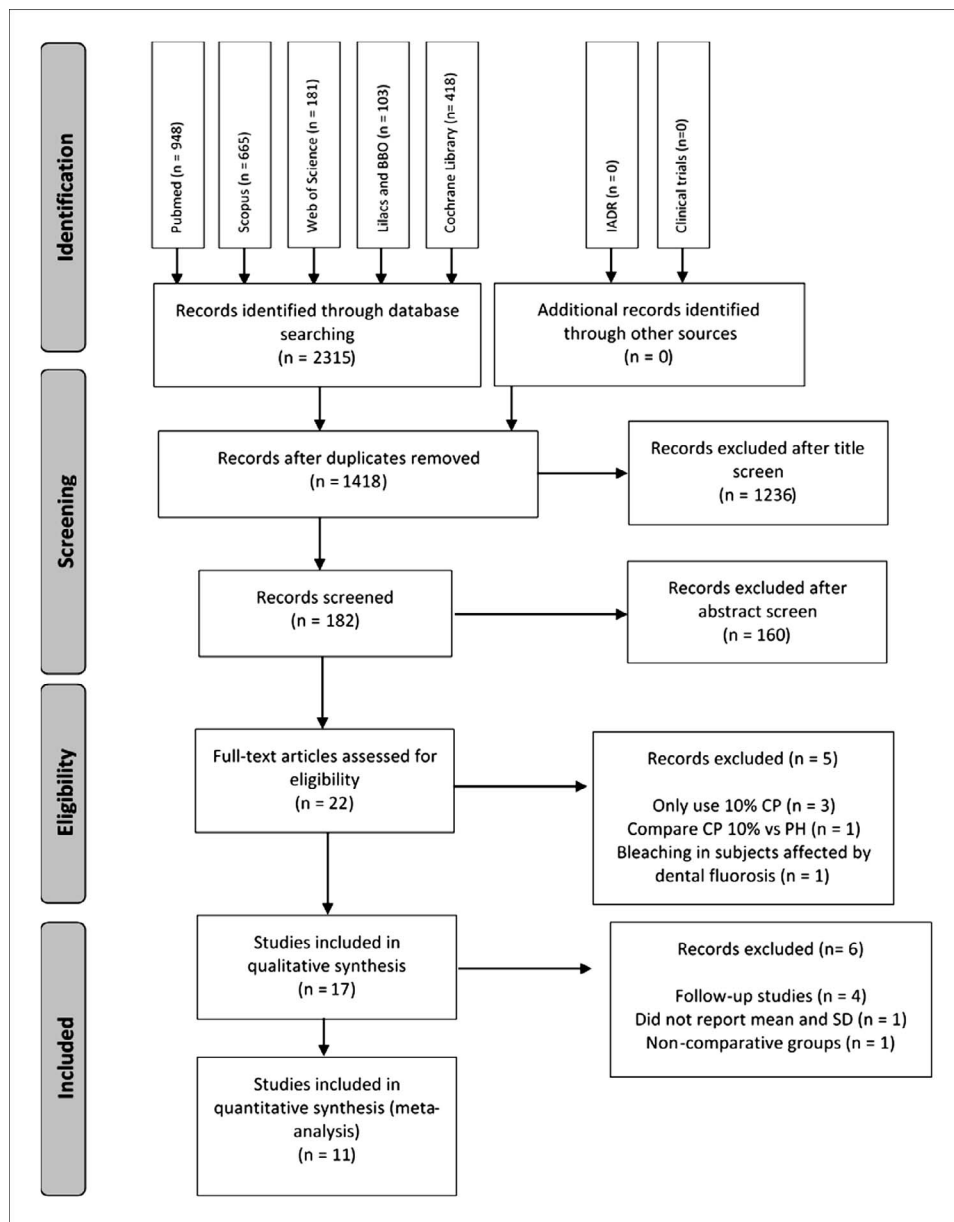 Identification
Pubmed (n = 948)
Scopus (n = 665)
Web of Science (n = 181)
Lilacs and BBO (n = 103)
Cochrane Library (n= 418)
IADR (n = 0)
Clinical trials (n=0)
Records identified through database
searching
(n = 2315)
Additional records identified
through other sources
(n = 0)
Screening
Records after duplicates removed
(n = 1418)
Records excluded after title
screen
(n = 1236)
Records screened
(n = 182)
Records excluded after
abstract screen
(n = 160)
Eligibility
Full-text articles assessed for
eligibility
(n = 22)
Records excluded (n = 5)
Only use 10% CP (n = 3)
Compare CP 10% vs PH (n = 1)
Bleaching in subjects affected by
dental fluorosis (n = 1)
Included
Studies included in
qualitative synthesis
(n = 17)
Records excluded (n= 6)
Follow-up studies (n = 4)
Did not report mean and SD (n = 1)
Non-comparative groups (n = 1)
Studies included in
quantitative synthesis (meta-
analysis)
(n = 11)